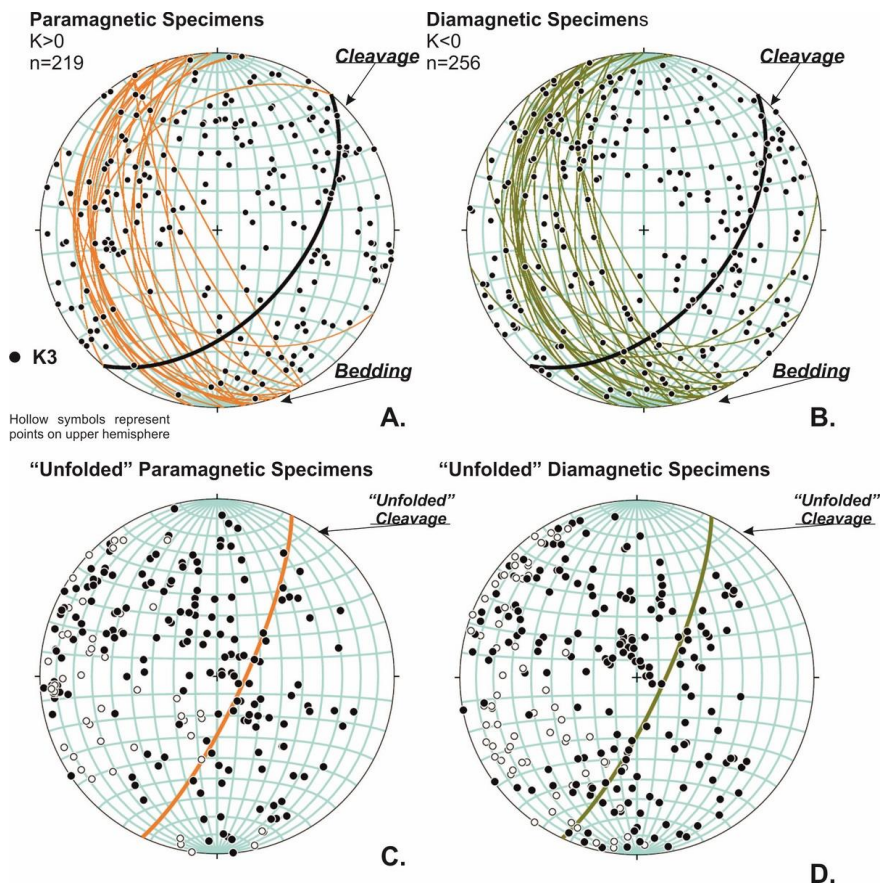 Paramagnetic Specimens
K>0
n=219
Cleavage
Bedding
A.
Diamagnetic Specimens
K<0
n=256
Cleavage
Bedding
B.
K3
Hollow symbols represent
points on upper hemisphere
“Unfolded” Paramagnetic Specimens
“Unfolded”
Cleavage
C.
“Unfolded” Diamagnetic Specimens
“Unfolded”
Cleavage
D.